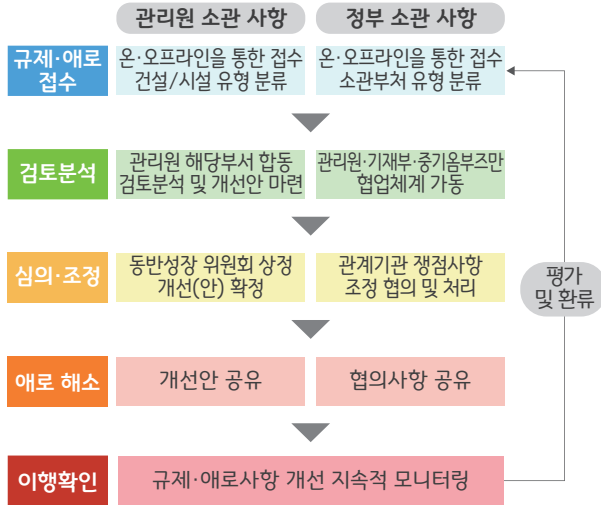 관리원 소관 사항
정부 소관 사항
규제·애로
접수
온·오프라인을 통한 접수
건설/시설 유형 분류
온·오프라인을 통한 접수
소관부처 유형 분류
검토분석
관리원 해당부서 합동
검토분석 및 개선안 마련
관리원·기재부·중기옴부즈만
협업체계 가동
심의·조정
동반성장 위원회 상정
개선(안) 확정
관계기관 쟁점사항
조정 협의 및 처리
평가
및 환류
애로 해소
개선안 공유
협의사항 공유
이행확인
규제·애로사항 개선 지속적 모니터링